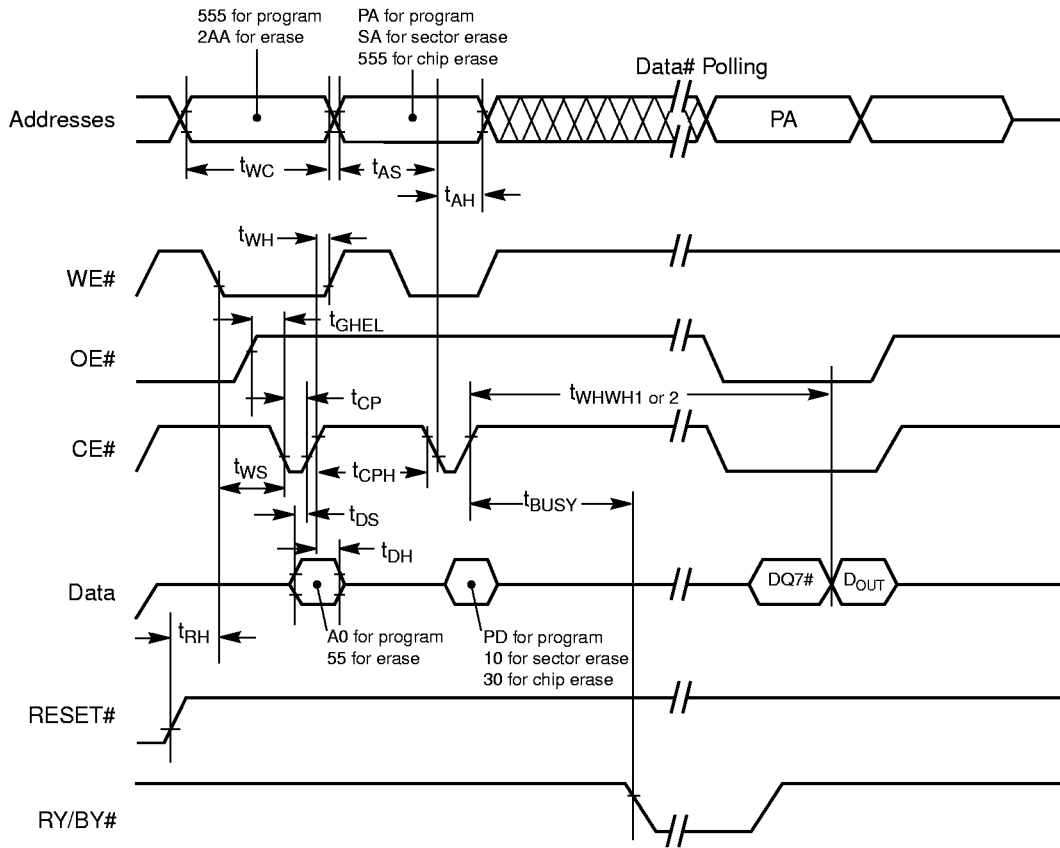 555 for program
2AA for erase
PA for program
SA for sector erase
555 for chip erase
Data# Polling
Addresses
PA
tWC
tAS
tAH
tWH
WE#
tGHEL
OE#
tCP
tWHWH1 or 2
CE#
tWS
tCPH
tBUSY
tDS
tDH
Data
DQ7#
DOUT
tRH
A0 for program
55 for erase
PD for program
10 for sector erase
30 for chip erase
RESET#
RY/BY#